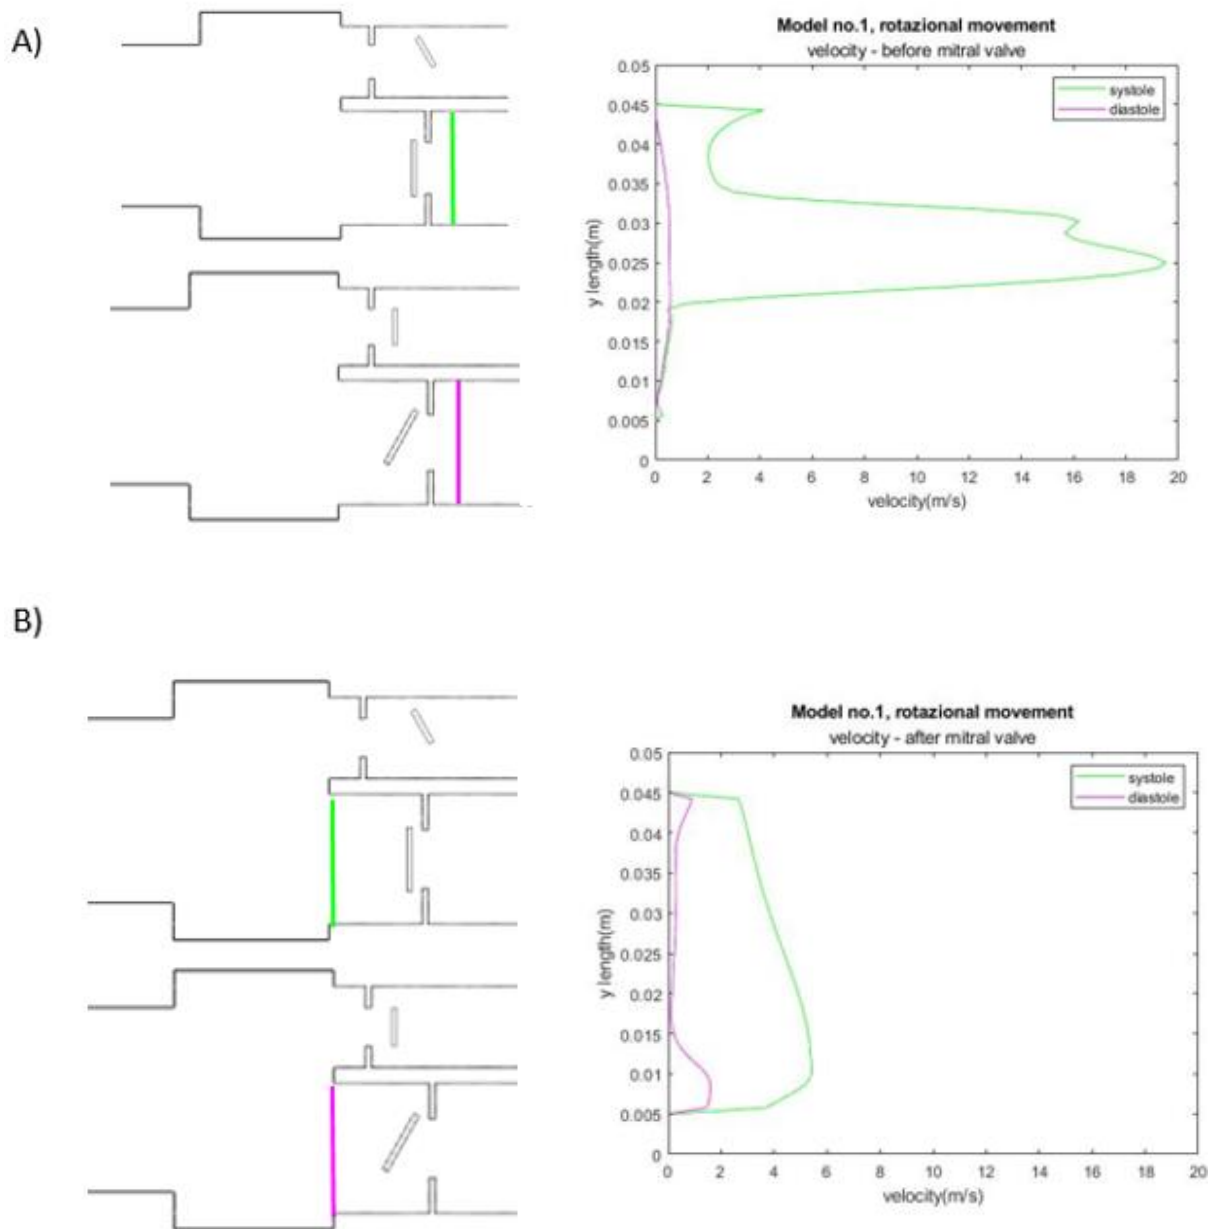 A)
Model no.1, rotazional movement
velocity - before mitral valve
0.05
0.045
0.04
0.035
0.03
0.025
0.02
0.015
0.01
0.005
0
y length(m)
systole
diastole
0 2 4 6 8 10 12 14 16 18 20
velocity(m/s)
B)
Model no.1, rotazional movement
velocity - after mitral valve
0.05
0.045
0.04
0.035
0.03
0.025
0.02
0.015
0.01
0.005
0
y length(m)
systole
diastole
0 2 4 6 8 10 12 14 16 18 20
velocity(m/s)